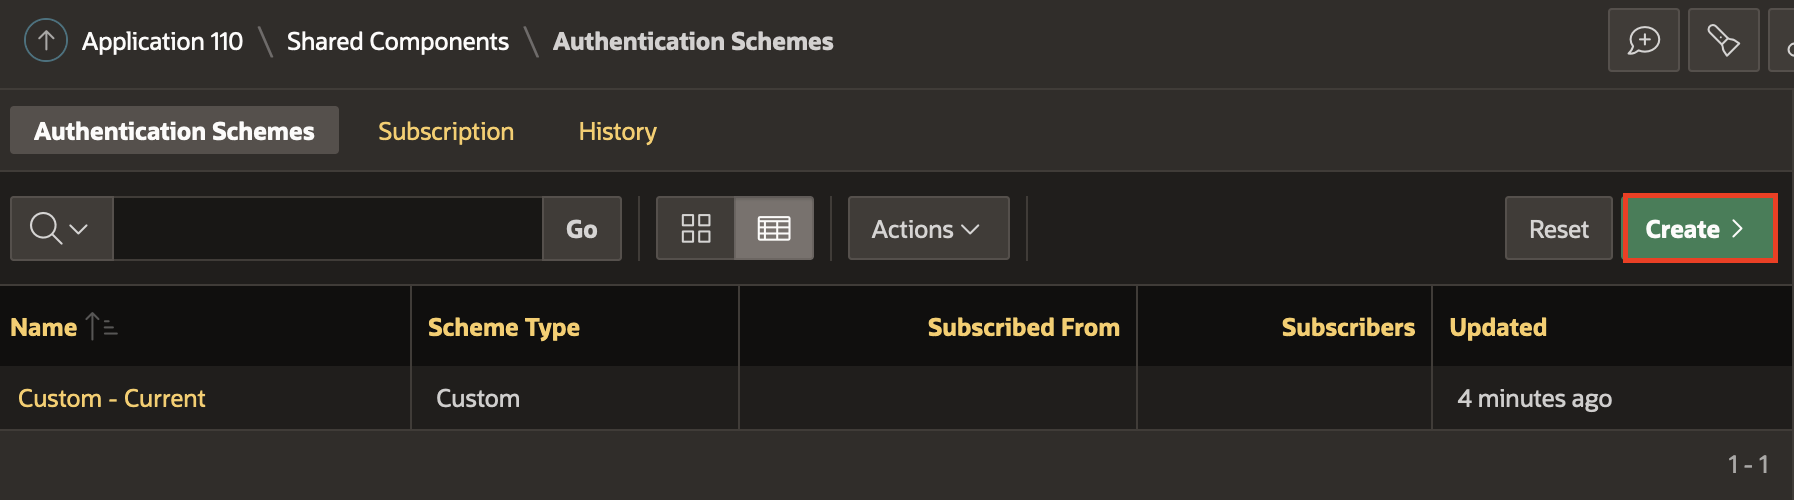 Application 110 \ Shared Components \ Authentication Schemes
Authentication Schemes Subscription History
Go Actions Reset Create
Name Scheme Type Subscribed From Subscribers Updated
Custom - Current Custom 4 minutes ago
1 - 1